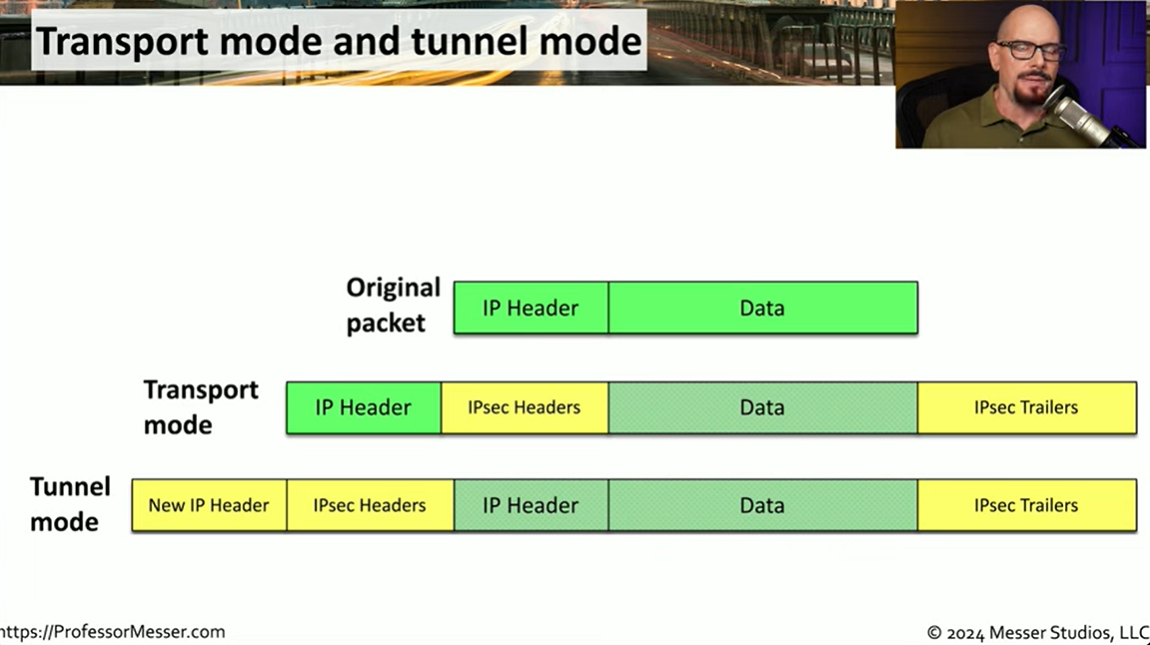 Transport mode and tunnel mode
Original
packet
IP Header
Data
Transport
mode
IP Header
IPsec Headers
Data
IPsec Trailers
Tunnel
mode
New IP Header
IPsec Headers
IP Header
Data
IPsec Trailers
https://ProfessorMesser.com
© 2024 Messer Studios, LLC